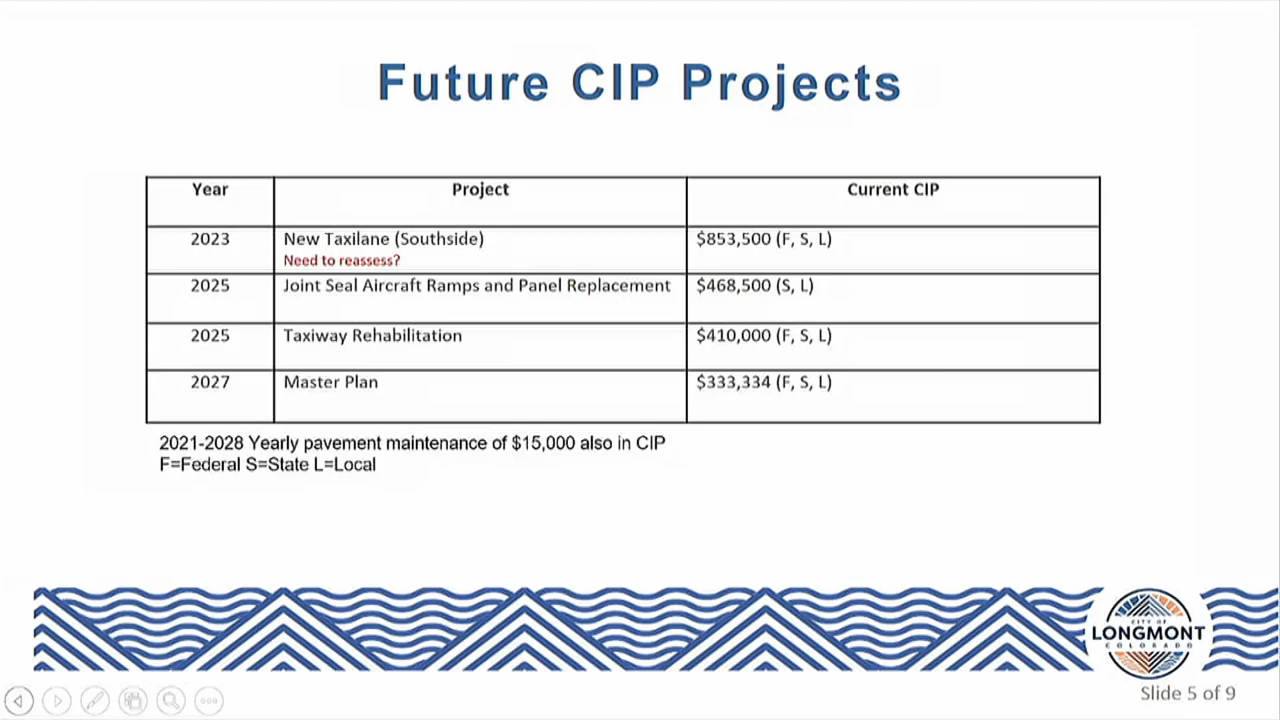 Future CIP Projects
Year Project Current CIP
2023 New Taxilane (Southside) $853,500 (F, S, L)
Need to reassess?
2025 Joint Seal Aircraft Ramps and Panel Replacement $468,500 (S, L)
2025 Taxiway Rehabilitation $410,000 (F, S, L)
2027 Master Plan $333,334 (F, S, L)
2021-2028 Yearly pavement maintenance of $15,000 also in CIP
F=Federal S=State L=Local
CITY OF
LONGMONT
COLORADO
Slide 5 of 9